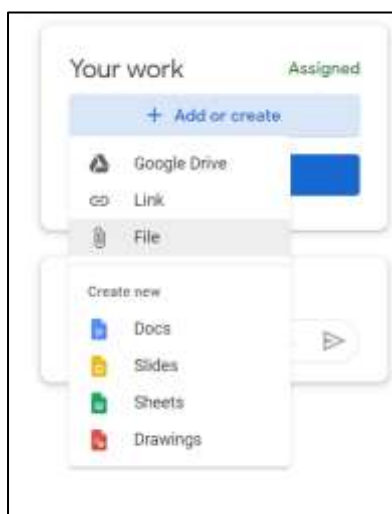 Your work
Assigned
+ Add or create
Google Drive
Link
File
Create new
Docs
Slides
Sheets
Drawings